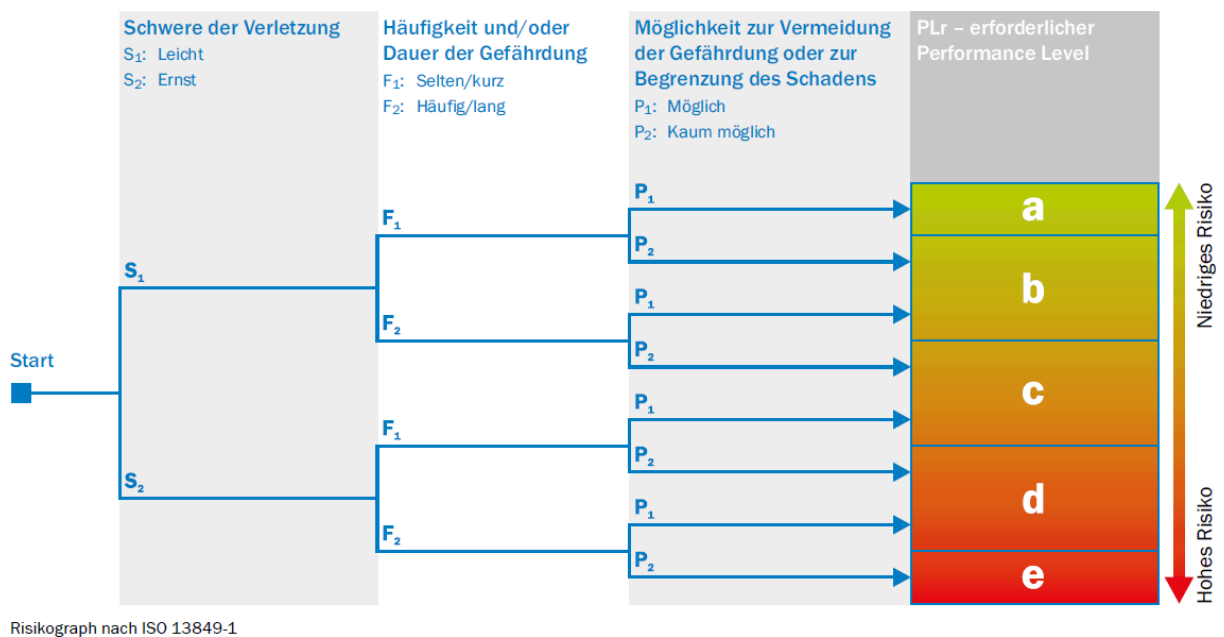 Schwere der Verletzung
S₁: Leicht
S₂: Ernst
Häufigkeit und/oder
Dauer der Gefährdung
F₁: Selten/kurz
F₂: Häufig/lang
Möglichkeit zur Vermeidung
der Gefährdung oder zur
Begrenzung des Schadens
P₁: Möglich
P₂: Kaum möglich
PLr – erforderlicher
Performance Level
Start
S₁
S₂
F₁
F₂
F₁
F₂
P₁
P₂
P₁
P₂
P₁
P₂
P₁
P₂
a
b
c
d
e
Niedriges Risiko
Hohes Risiko
Risikograph nach ISO 13849-1